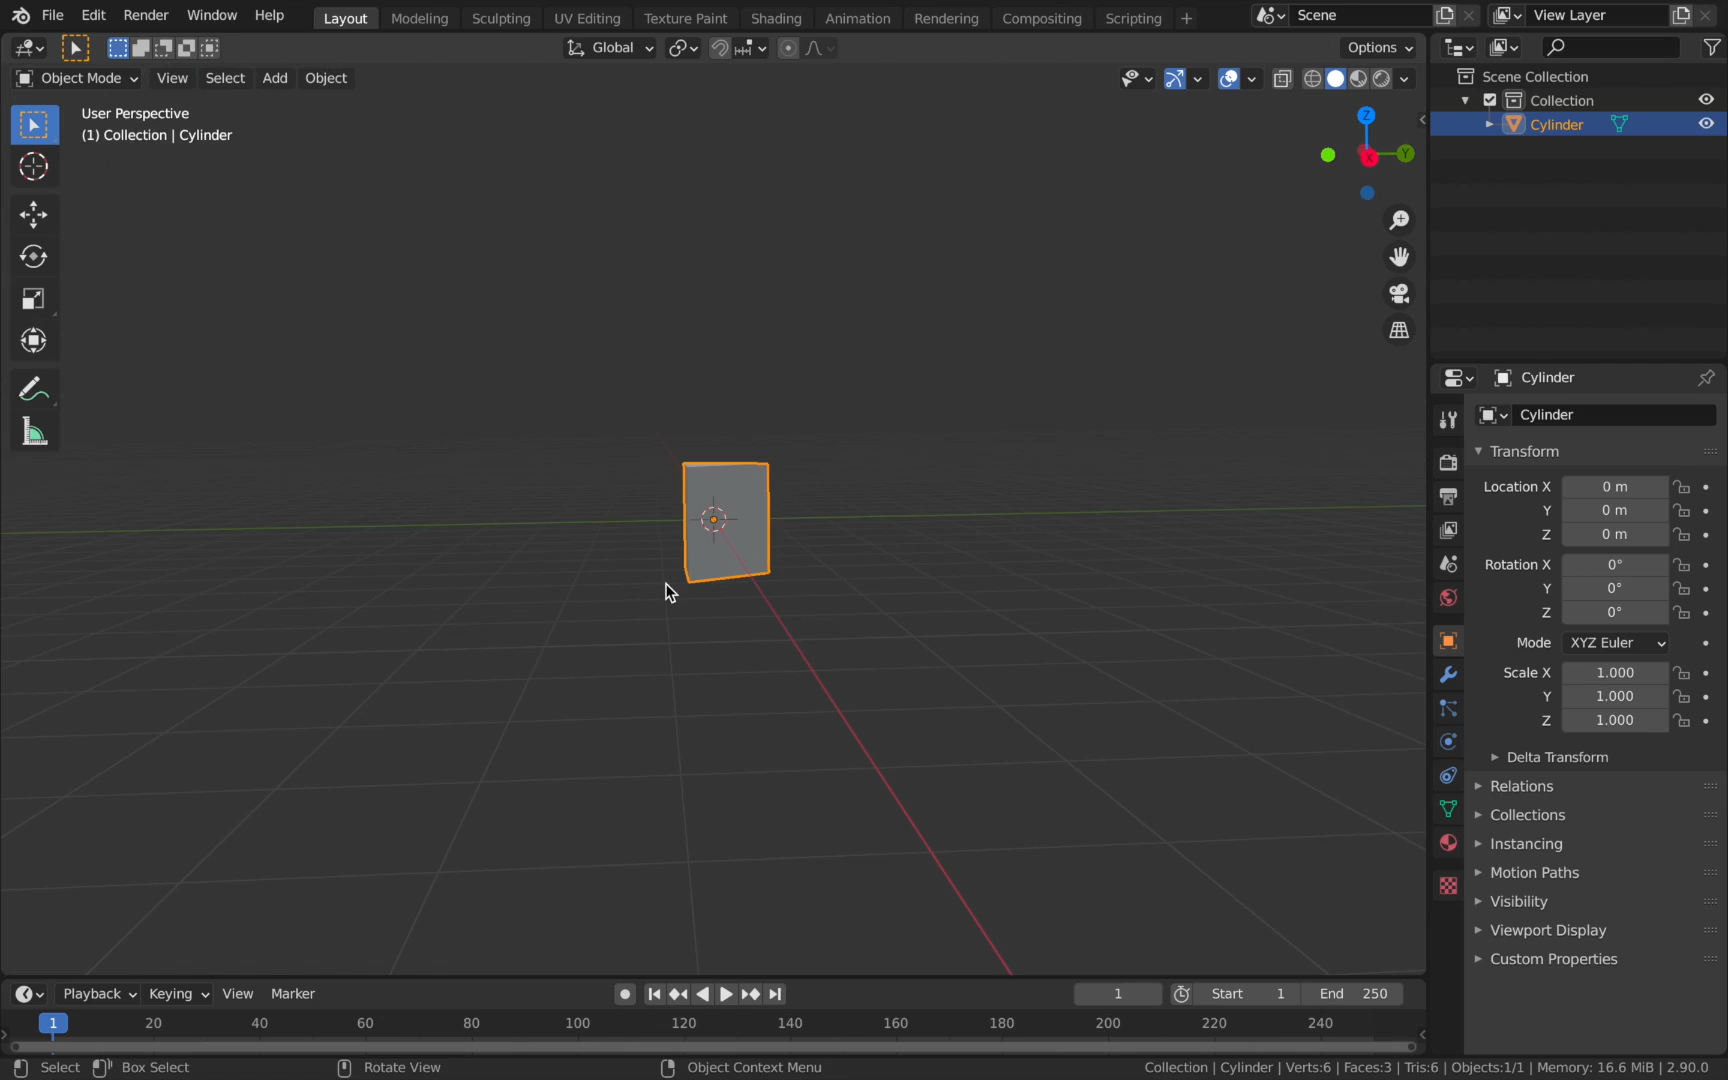 File Edit Render Window Help Layout Modeling Sculpting UV Editing Texture Paint Shading Animation Rendering Compositing Scripting + Scene View Layer
Global Options
Object Mode View Select Add Object
User Perspective
(1) Collection | Cylinder
Z
X Y
Scene Collection
Collection
Cylinder
Cylinder
Cylinder
Transform
Location X 0 m
Y 0 m
Z 0 m
Rotation X 0°
Y 0°
Z 0°
Mode XYZ Euler
Scale X 1.000
Y 1.000
Z 1.000
Delta Transform
Relations
Collections
Instancing
Motion Paths
Visibility
Viewport Display
Custom Properties
Playback Keying View Marker 1 Start 1 End 250
1 20 40 60 80 100 120 140 160 180 200 220 240
Select Box Select Rotate View Object Context Menu Collection | Cylinder | Verts:6 | Faces:3 | Tris:6 | Objects:1/1 | Memory: 16.6 MiB | 2.90.0